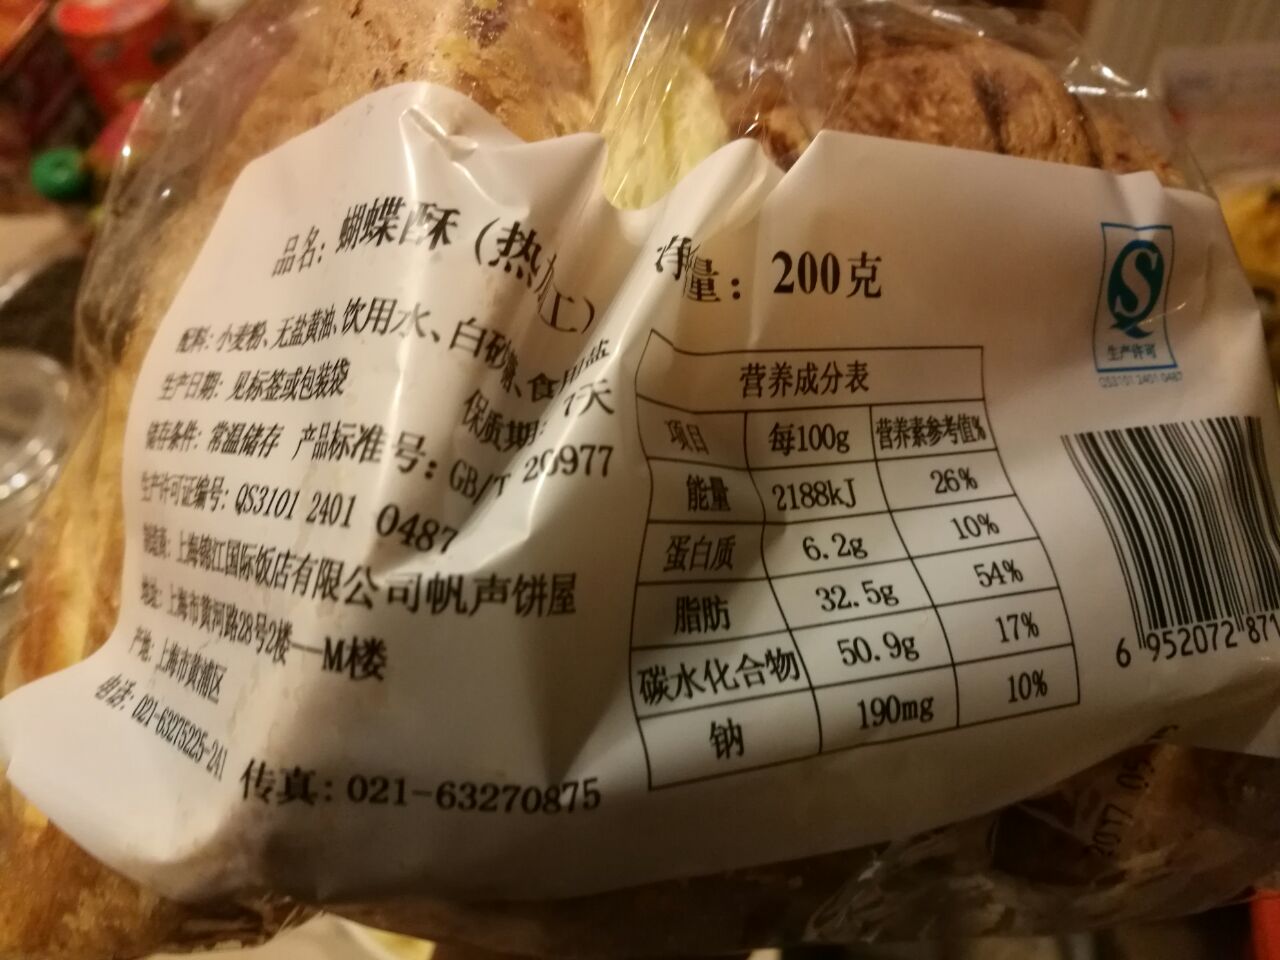 品名：蝴蝶酥（热加工）
净含量：200克
配料：小麦粉、无盐黄油、饮用水、白砂糖、食用盐
生产日期：见标签或包装袋 保质期：7天
储存条件：常温储存 产品标准号：GB/T 20977
生产许可证编号：QS3101 2401 0487
制造商：上海锦江国际饭店有限公司帆声饼屋
地址：上海市黄河路28号2楼—M楼
产地：上海市黄浦区
电话：021-63275225-241
传真：021-63270875
营养成分表
项目 每100g 营养素参考值%
能量 2188kJ 26%
蛋白质 6.2g 10%
脂肪 32.5g 54%
碳水化合物 50.9g 17%
钠 190mg 10%
生产许可
QS3101 2401 0487
6 952072 871